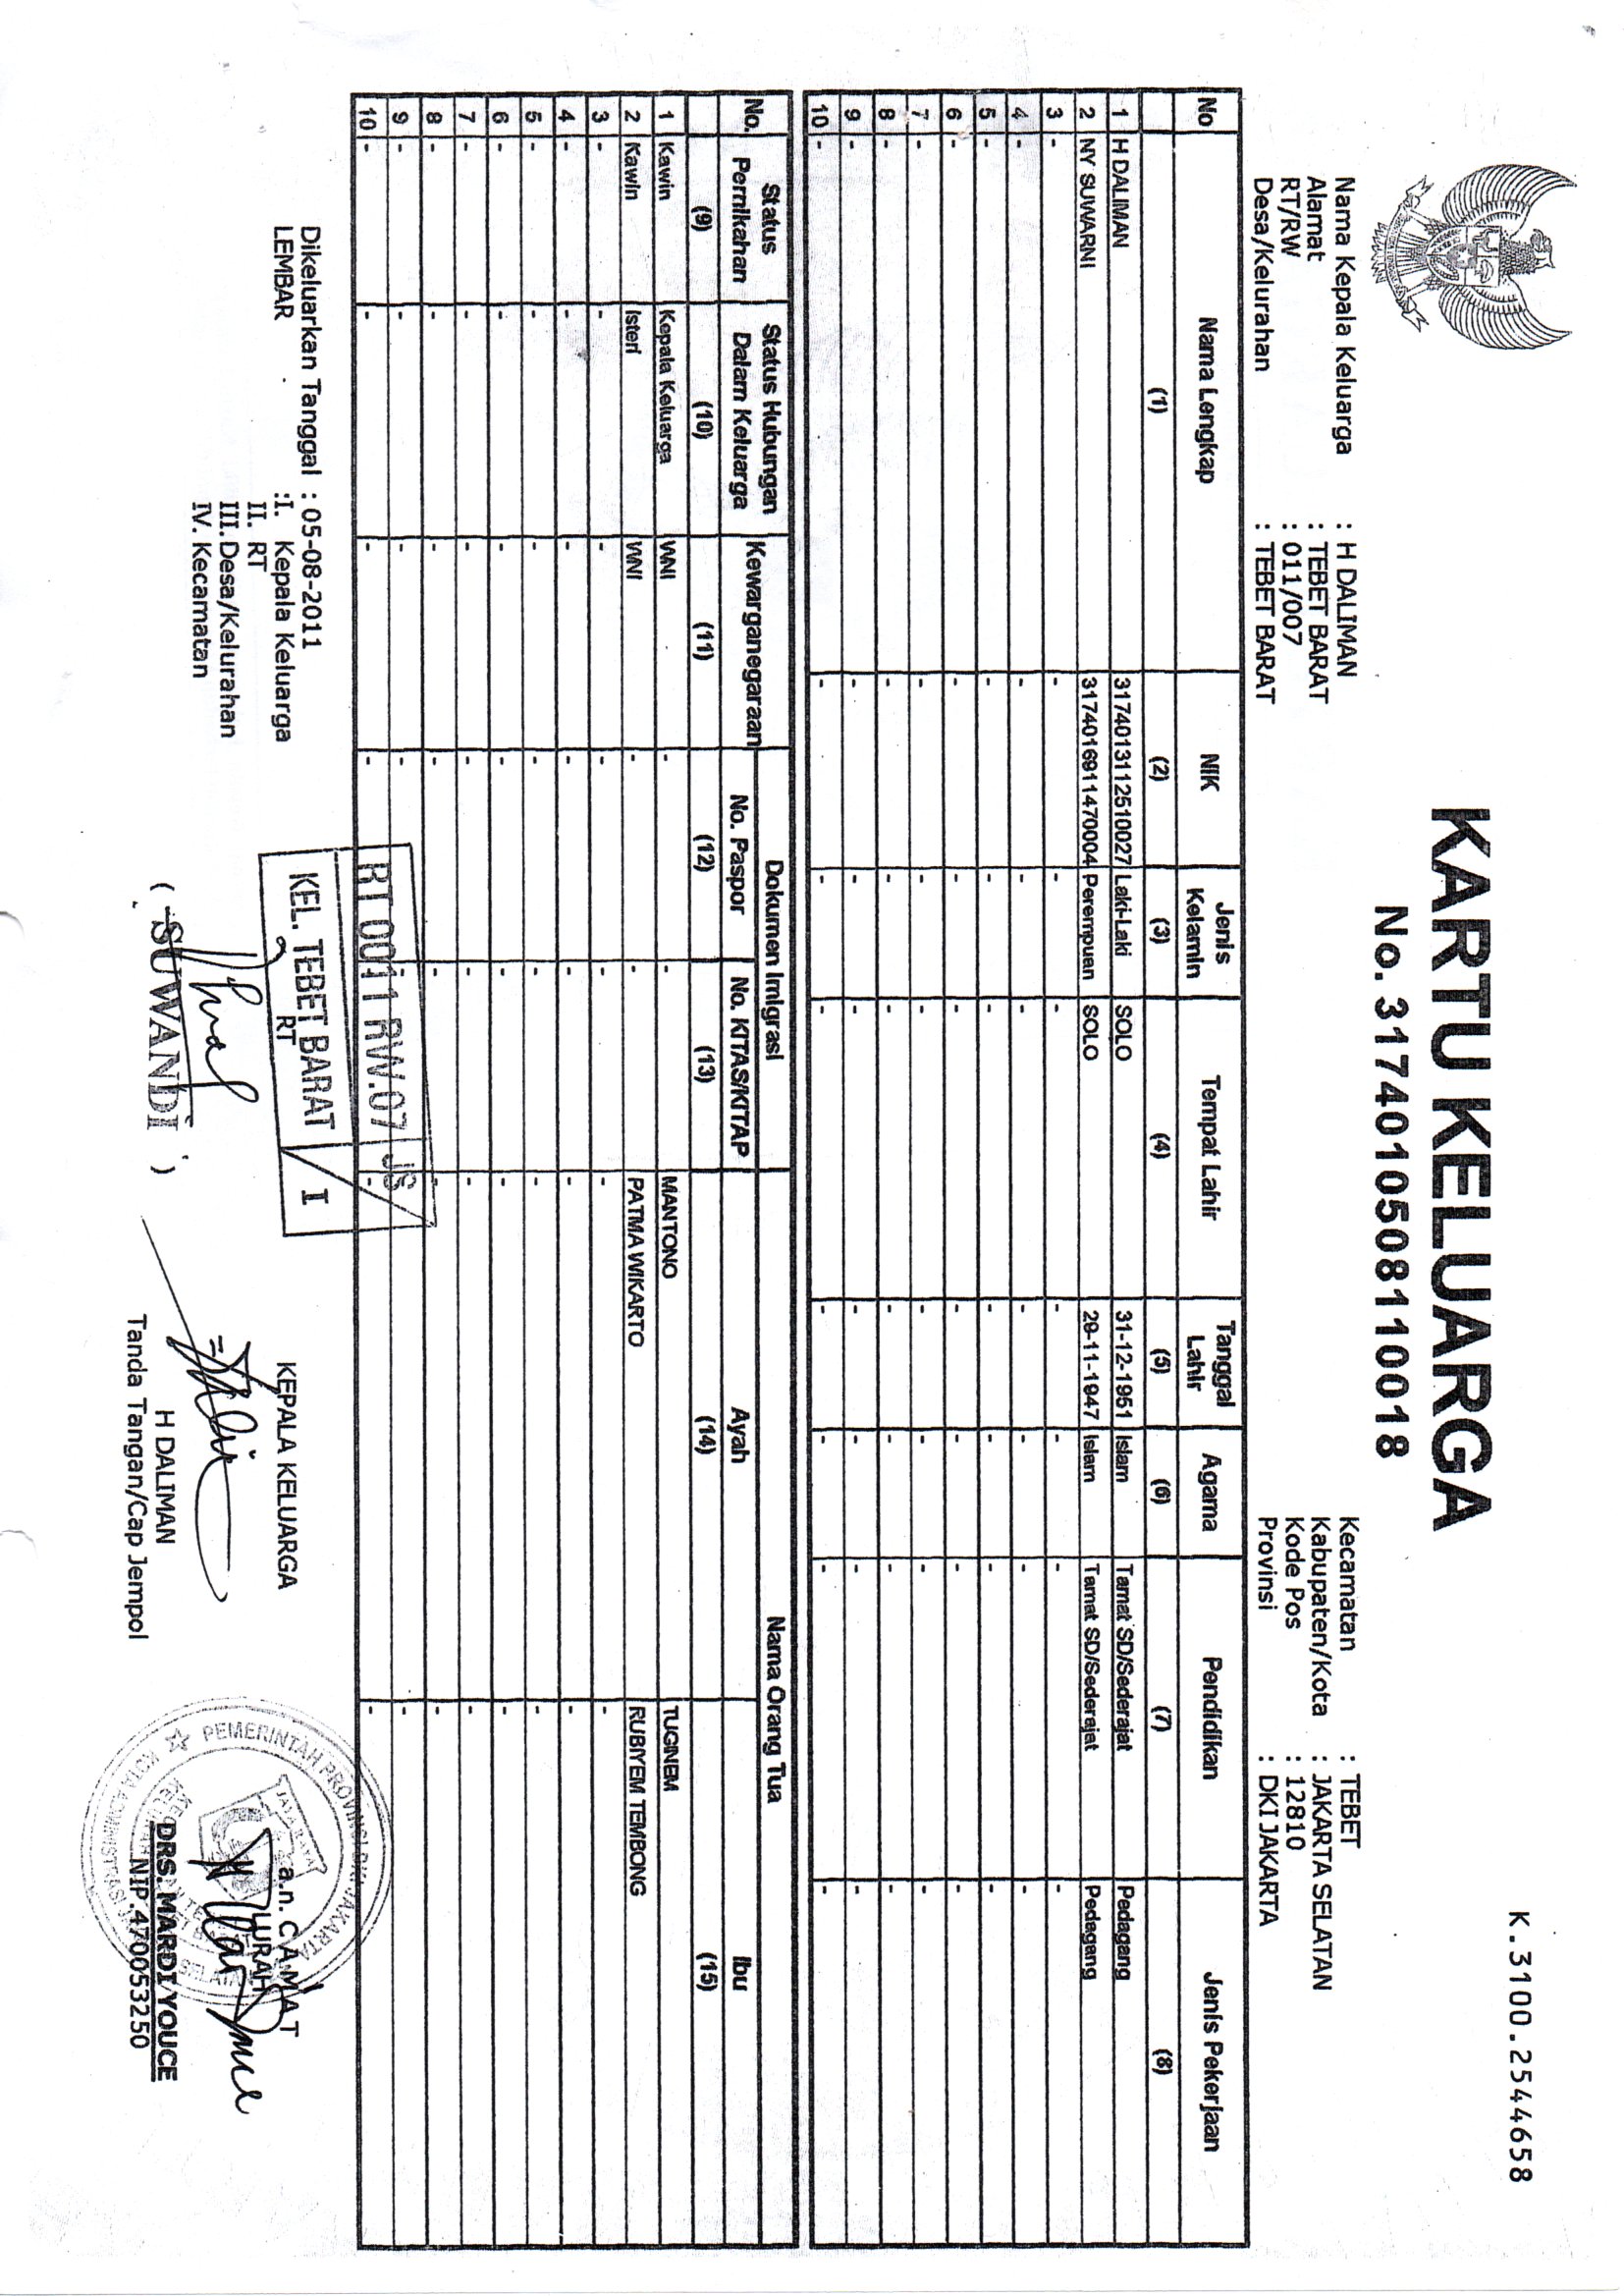 K.3100.2544658
KARTU KELUARGA
No. 3174010508110018
Nama Kepala Keluarga : H DALIMAN
Alamat : TEBET BARAT
RT/RW : 011/007
Desa/Kelurahan : TEBET BARAT
Kecamatan : TEBET
Kabupaten/Kota : JAKARTA SELATAN
Kode Pos : 12810
Provinsi : DKI JAKARTA
No Nama Lengkap NIK Jenis Kelamin Tempat Lahir Tanggal Lahir Agama Pendidikan Jenis Pekerjaan
(1) (2) (3) (4) (5) (6) (7) (8)
1 H DALIMAN 3174013112510027 Laki-Laki SOLO 31-12-1951 Islam Tamat SD/Sederajat Pedagang
2 NY SUWARNI 3174016911470004 Perempuan SOLO 29-11-1947 Islam Tamat SD/Sederajat Pedagang
3 - - - - - - - -
4 - - - - - - - -
5 - - - - - - - -
6 - - - - - - - -
7 - - - - - - - -
8 - - - - - - - -
9 - - - - - - - -
10 - - - - - - - -
No. Status Pernikahan Status Hubungan Dalam Keluarga Kewarganegaraan Dokumen Imigrasi Nama Orang Tua
No. Paspor No. KITAS/KITAP Ayah Ibu
(9) (10) (11) (12) (13) (14) (15)
1 Kawin Kepala Keluarga WNI - - MANTONO TUGINEM
2 Kawin Isteri WNI - - PATMA WIKARTO RUBIYEM TEMBONG
3 - - - - - - -
4 - - - - - - -
5 - - - - - - -
6 - - - - - - -
7 - - - - - - -
8 - - - - - - -
9 - - - - - - -
10 - - - - - - -
RT 0011 RW.07 JS
KEL. TEBET BARAT I
Dikeluarkan Tanggal : 05-08-2011
LEMBAR :I. Kepala Keluarga
II. RT
III. Desa/Kelurahan
IV. Kecamatan
RT
( SUWANDI )
KEPALA KELUARGA
H DALIMAN
Tanda Tangan/Cap Jempol
a.n. CAMAT
LURAH
DRS. MARDI YOUCE
NIP.470053250
PEMERINTAH PROVINSI DKI JAKARTA
JAYA RAYA
KOTA ADMINISTRASI